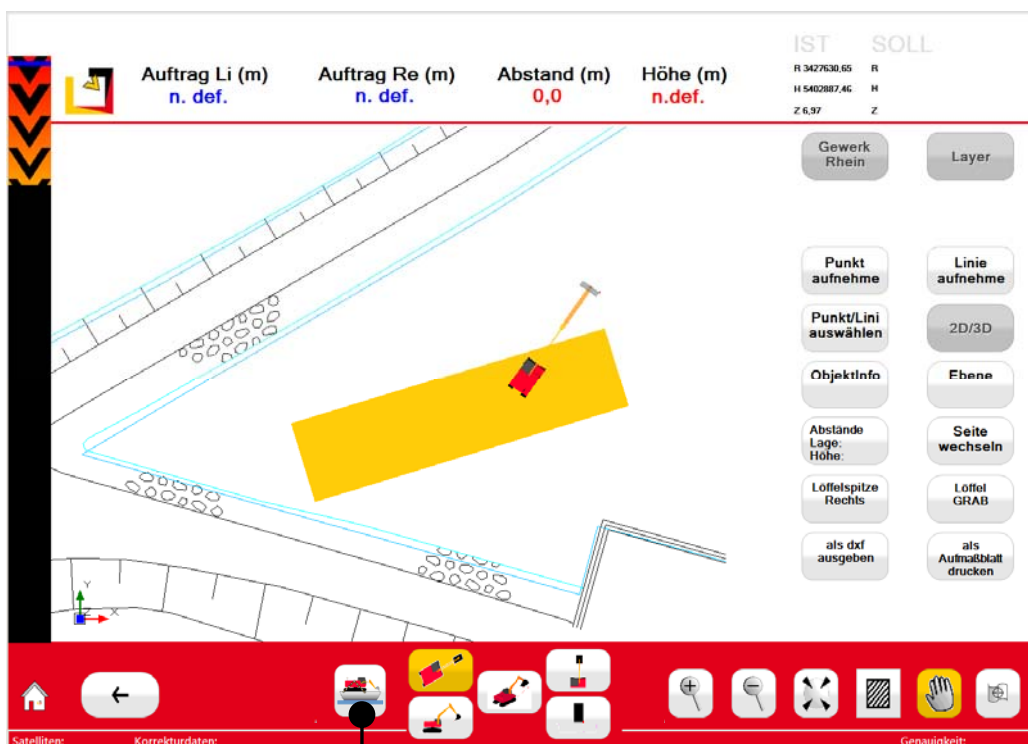 IST SOLL
Auftrag Li (m) Auftrag Re (m) Abstand (m) Höhe (m)
n. def. n. def. 0,0 n.def.
R 3427630,65 R
H 5402887,46 H
Z 6,97 Z
Gewerk
Rhein
Layer
Punkt
aufnehme
Linie
aufnehme
Punkt/Lini
auswählen
2D/3D
ObjektInfo
Ebene
Abstände
Lage:
Höhe:
Seite
wechseln
Löffelspitze
Rechts
Löffel
GRAB
als dxf
ausgeben
als
Aufmaßblatt
drucken
Y
Z X
Satelliten: Korrekturdaten: Genauigkeit: